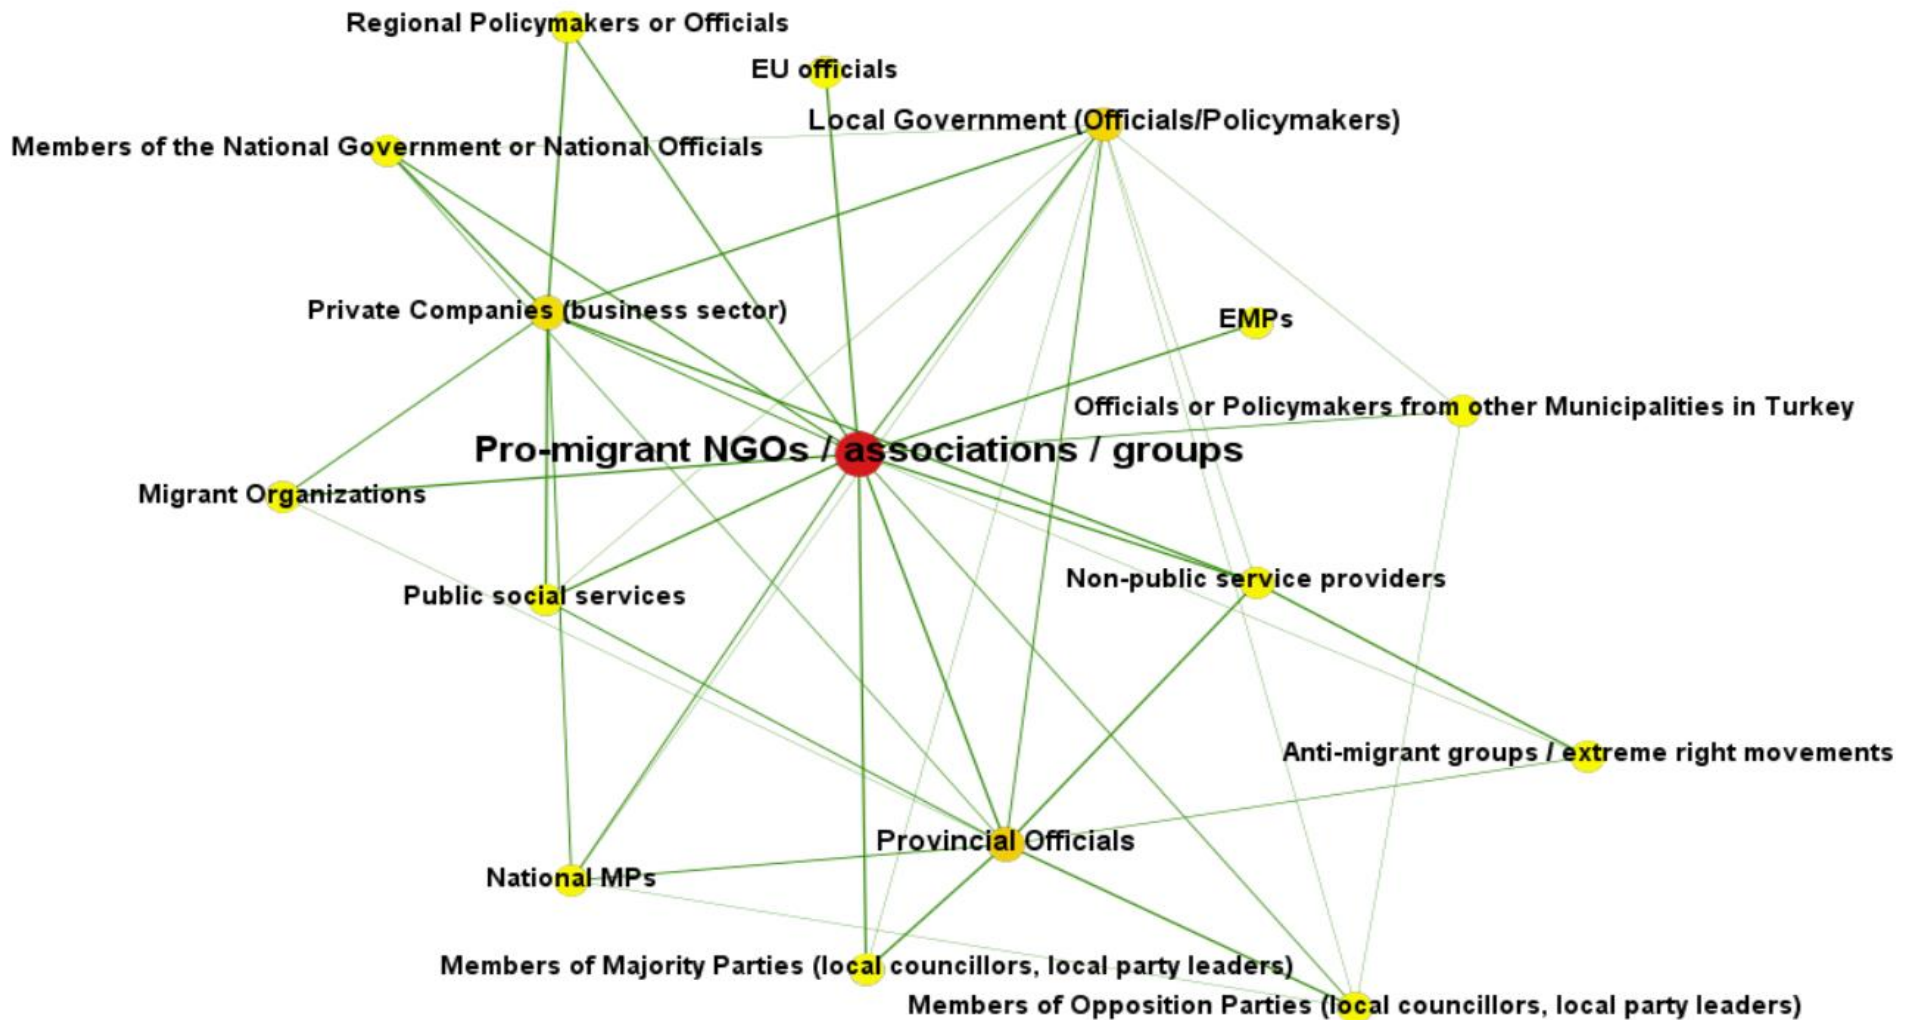 Regional Policymakers or Officials
EU officials
Local Government (Officials/Policymakers)
Members of the National Government or National Officials
Private Companies (business sector)
EMPs
Officials or Policymakers from other Municipalities in Turkey
Pro-migrant NGOs / associations / groups
Migrant Organizations
Non-public service providers
Public social services
Anti-migrant groups / extreme right movements
Provincial Officials
National MPs
Members of Majority Parties (local councillors, local party leaders)
Members of Opposition Parties (local councillors, local party leaders)